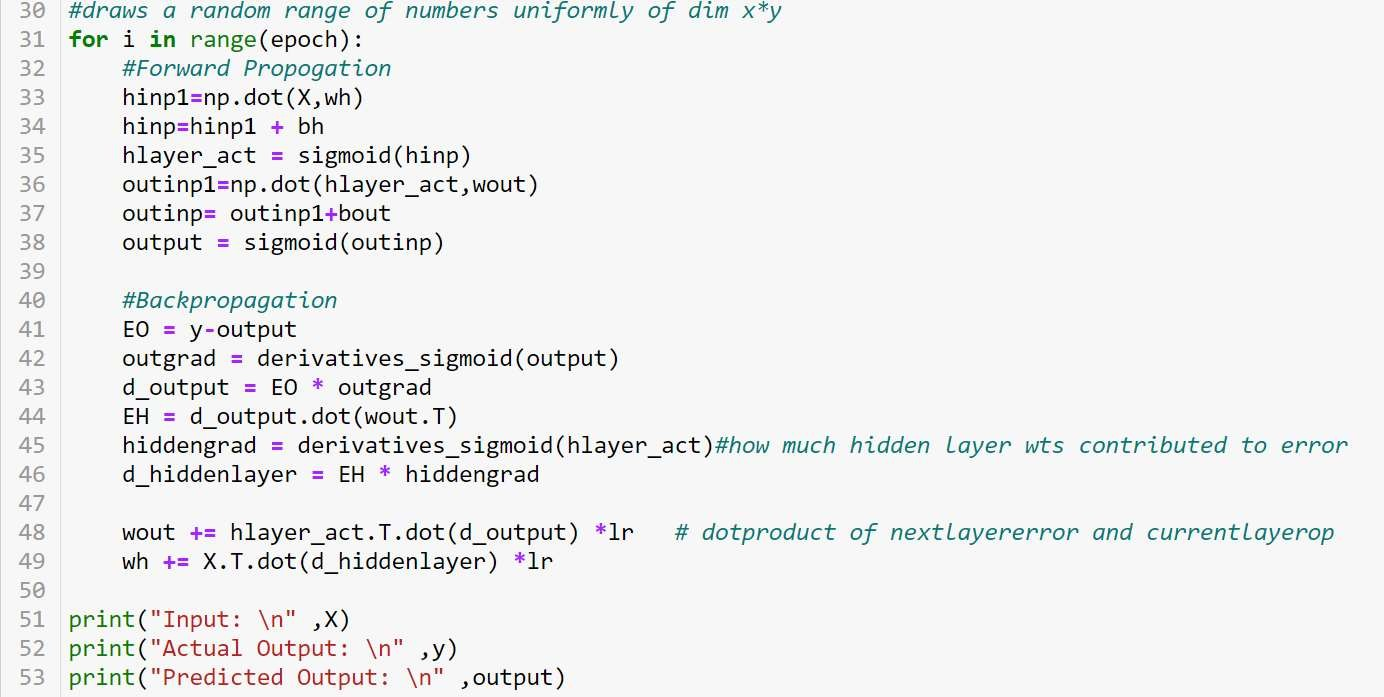 30 #draws a random range of numbers uniformly of dim x*y
31 for i in range(epoch):
32     #Forward Propogation
33     hinp1=np.dot(X,wh)
34     hinp=hinp1 + bh
35     hlayer_act = sigmoid(hinp)
36     outinp1=np.dot(hlayer_act,wout)
37     outinp= outinp1+bout
38     output = sigmoid(outinp)
39
40     #Backpropagation
41     EO = y-output
42     outgrad = derivatives_sigmoid(output)
43     d_output = EO * outgrad
44     EH = d_output.dot(wout.T)
45     hiddengrad = derivatives_sigmoid(hlayer_act)#how much hidden layer wts contributed to error
46     d_hiddenlayer = EH * hiddengrad
47
48     wout += hlayer_act.T.dot(d_output) *lr   # dotproduct of nextlayererror and currentlayerop
49     wh += X.T.dot(d_hiddenlayer) *lr
50
51 print("Input: \n" ,X)
52 print("Actual Output: \n" ,y)
53 print("Predicted Output: \n" ,output)